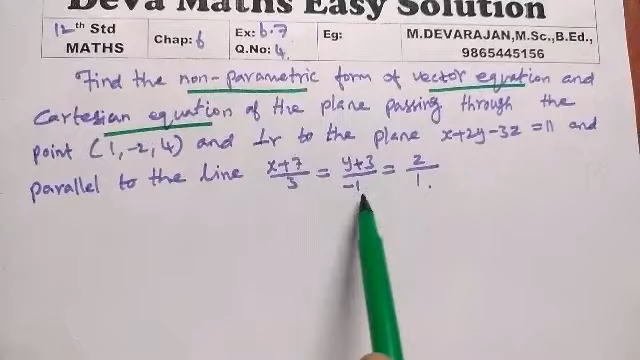 Deva Maths Easy Solution
12th Std MATHS
Chap: 6
Ex: 6.7
Q.No: 4.
Eg:
M.DEVARAJAN,M.Sc.,B.Ed.,
9865445156
Find the non-parametric form of vector equation and
Cartesian equation of the plane passing through the
point (1,-2,4) and ⊥r to the plane x+2y-3z = 11 and
parallel to the line x+7/3 = y+3/-1 = z/1.